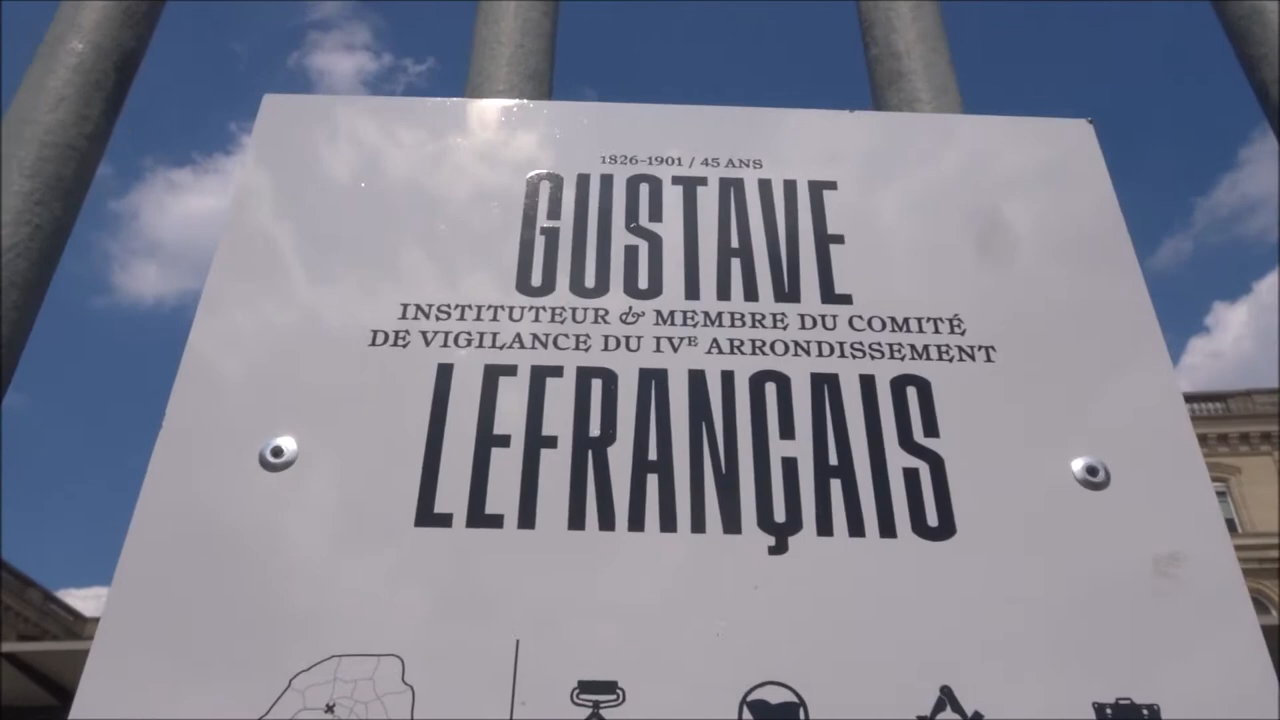 1826-1901 / 45 ANS
GUSTAVE
INSTITUTEUR & MEMBRE DU COMITÉ
DE VIGILANCE DU IVE ARRONDISSEMENT
LEFRANÇAIS